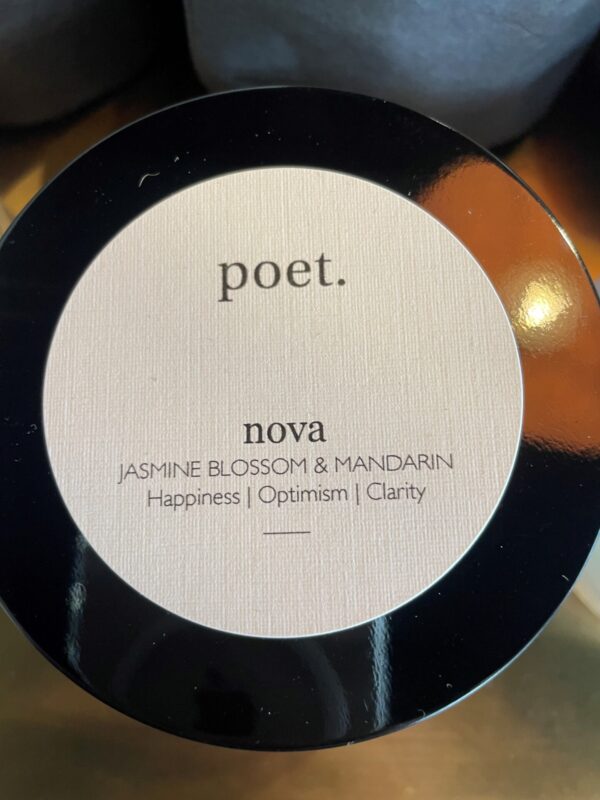 poet.
nova
JASMINE BLOSSOM & MANDARIN
Happiness | Optimism | Clarity